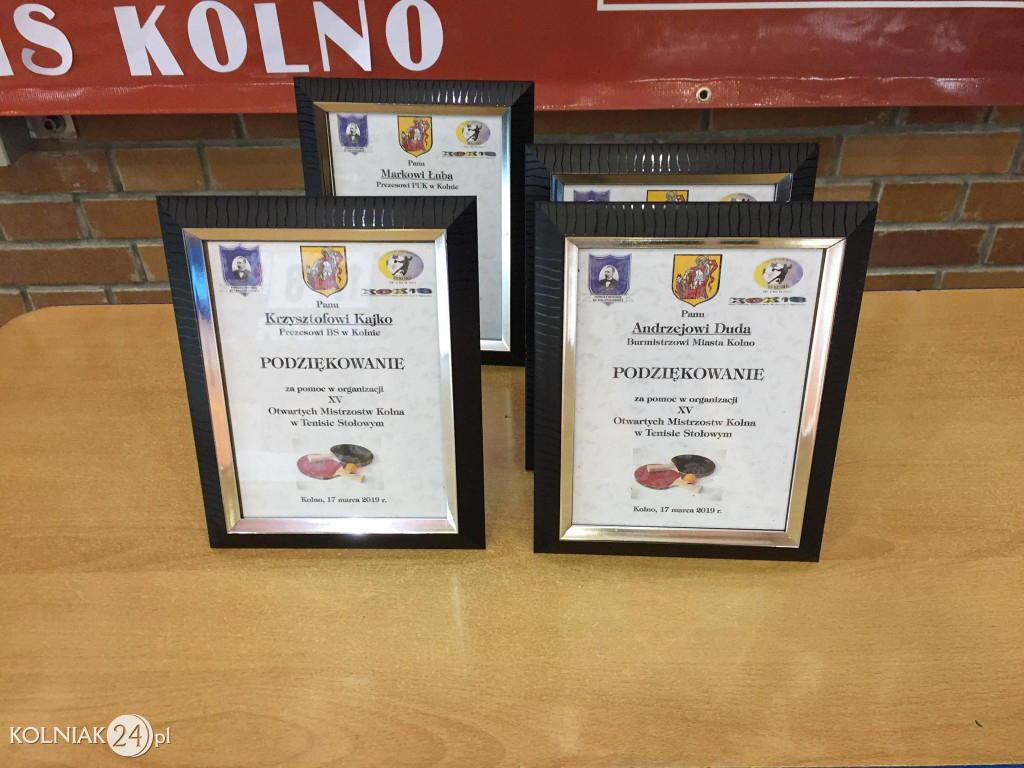 AS KOLNO
Panu
Markowi Łuba
Prezesowi PUK w Kolnie
Panu
Krzysztofowi Kajko
Prezesowi BS w Kolnie
PODZIĘKOWANIE
za pomoc w organizacji
XV
Otwartych Mistrzostw Kolna
w Tenisie Stołowym
Kolno, 17 marca 2019 r.
Panu
Andrzejowi Duda
Burmistrzowi Miasta Kolno
PODZIĘKOWANIE
za pomoc w organizacji
XV
Otwartych Mistrzostw Kolna
w Tenisie Stołowym
Kolno, 17 marca 2019 r.
KOLNIAK24.pl